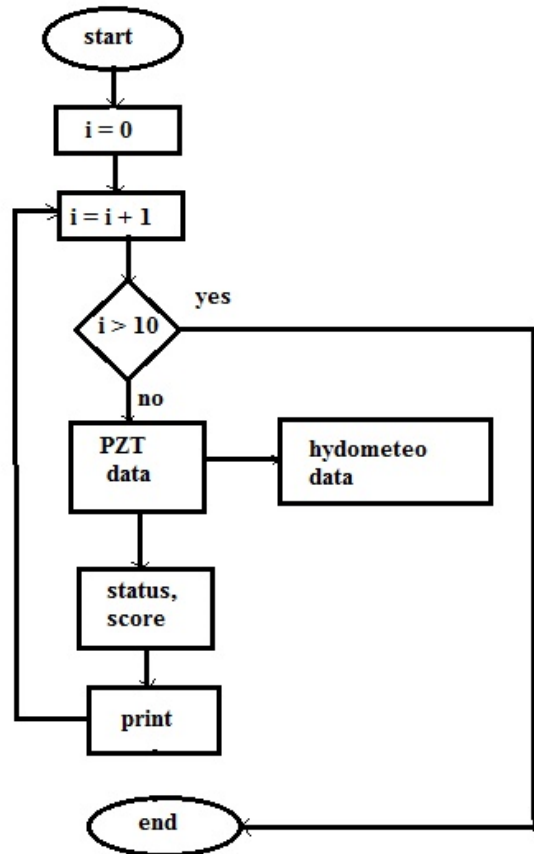 start
i = 0
i = i + 1
i > 10
yes
no
PZT
data
hydometeo
data
status,
score
print
end